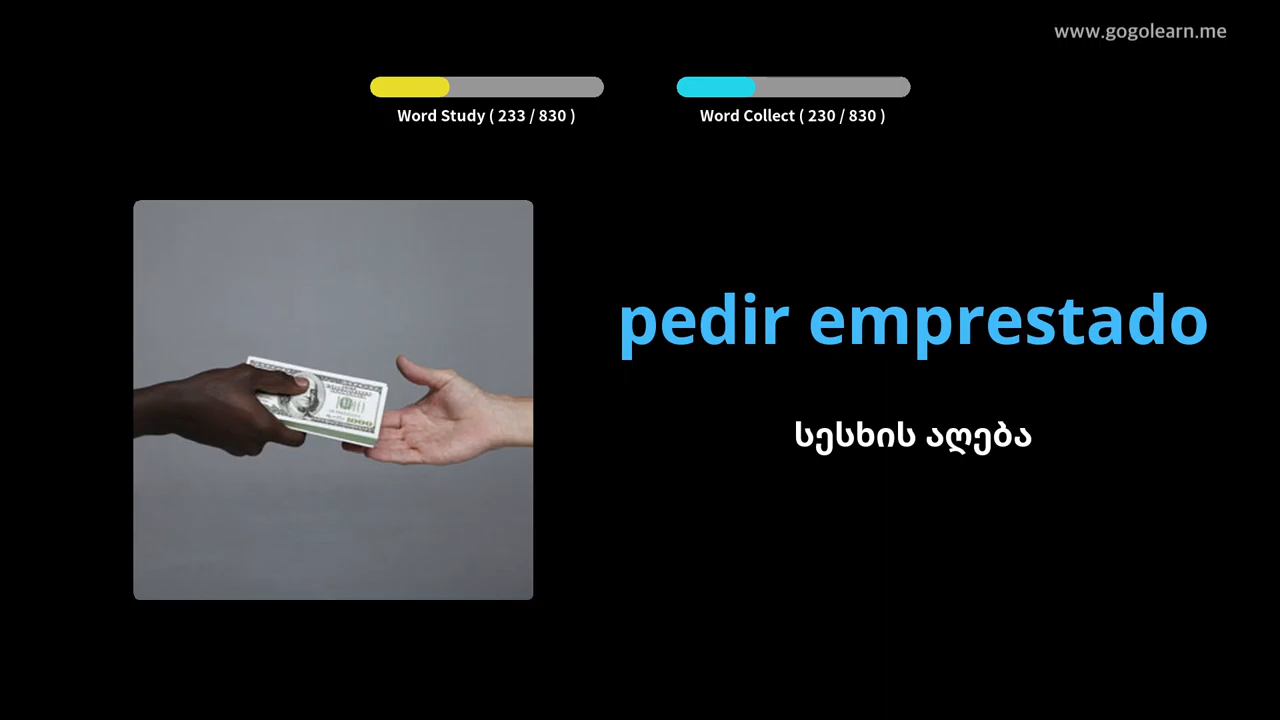 www.gogolearn.me
Word Study ( 233 / 830 )
Word Collect ( 230 / 830 )
pedir emprestado
სესხის აღება